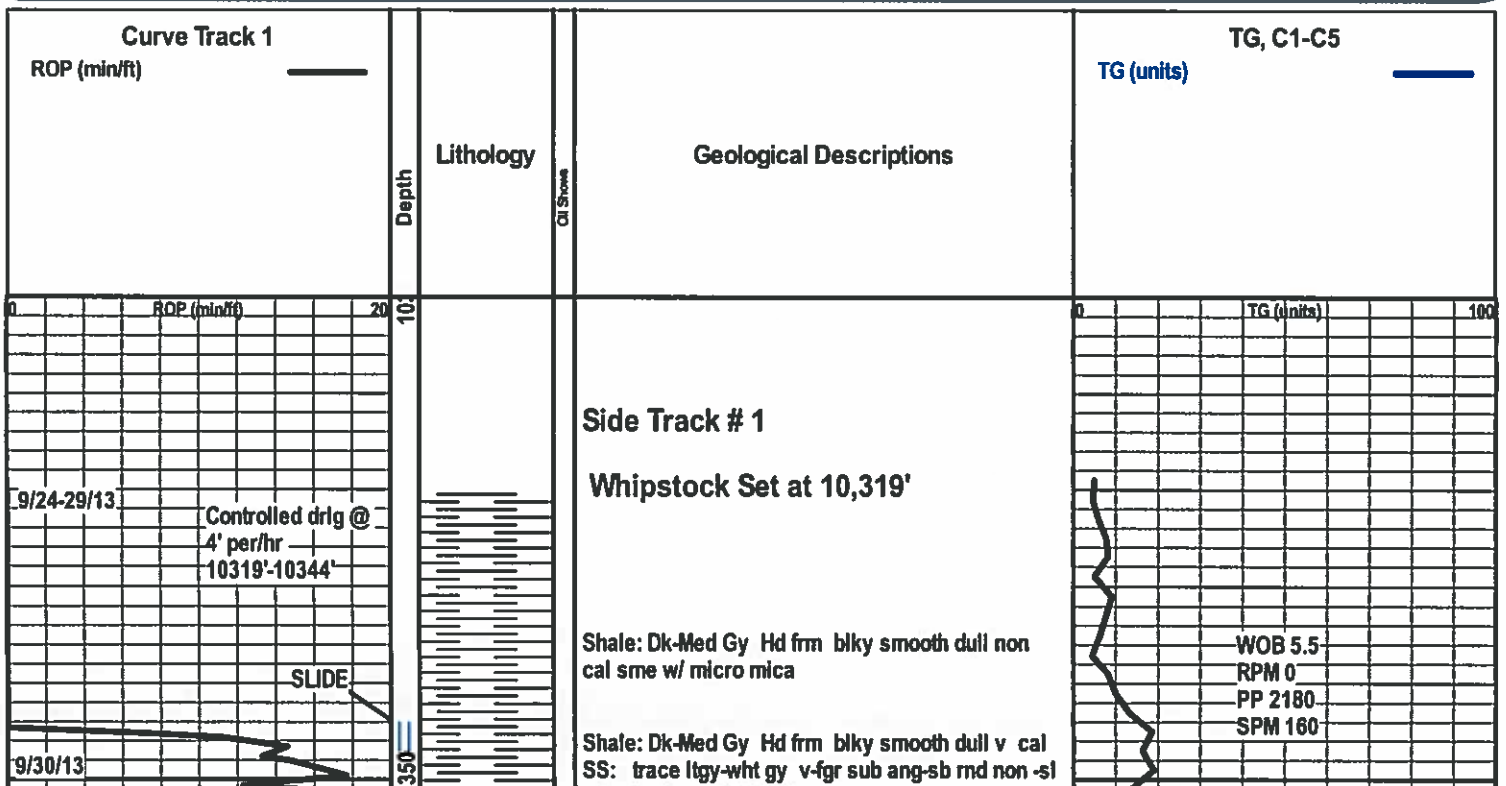 Curve Track 1
ROP (min/ft)
Depth
Lithology
Oil Shows
Geological Descriptions
TG, C1-C5
TG (units)
0 ROP (min/ft) 20
0 TG (units) 100
Side Track # 1
Whipstock Set at 10,319'
9/24-29/13
Controlled drlg @
4' per/hr
10319'-10344'
Shale: Dk-Med Gy Hd frm blky smooth dull non
cal sme w/ micro mica
WOB 5.5
RPM 0
PP 2180
SPM 160
SLIDE
Shale: Dk-Med Gy Hd frm blky smooth dull v cal
SS: trace ltgy-wht gy v-fgr sub ang-sb rnd non -sl
9/30/13
350